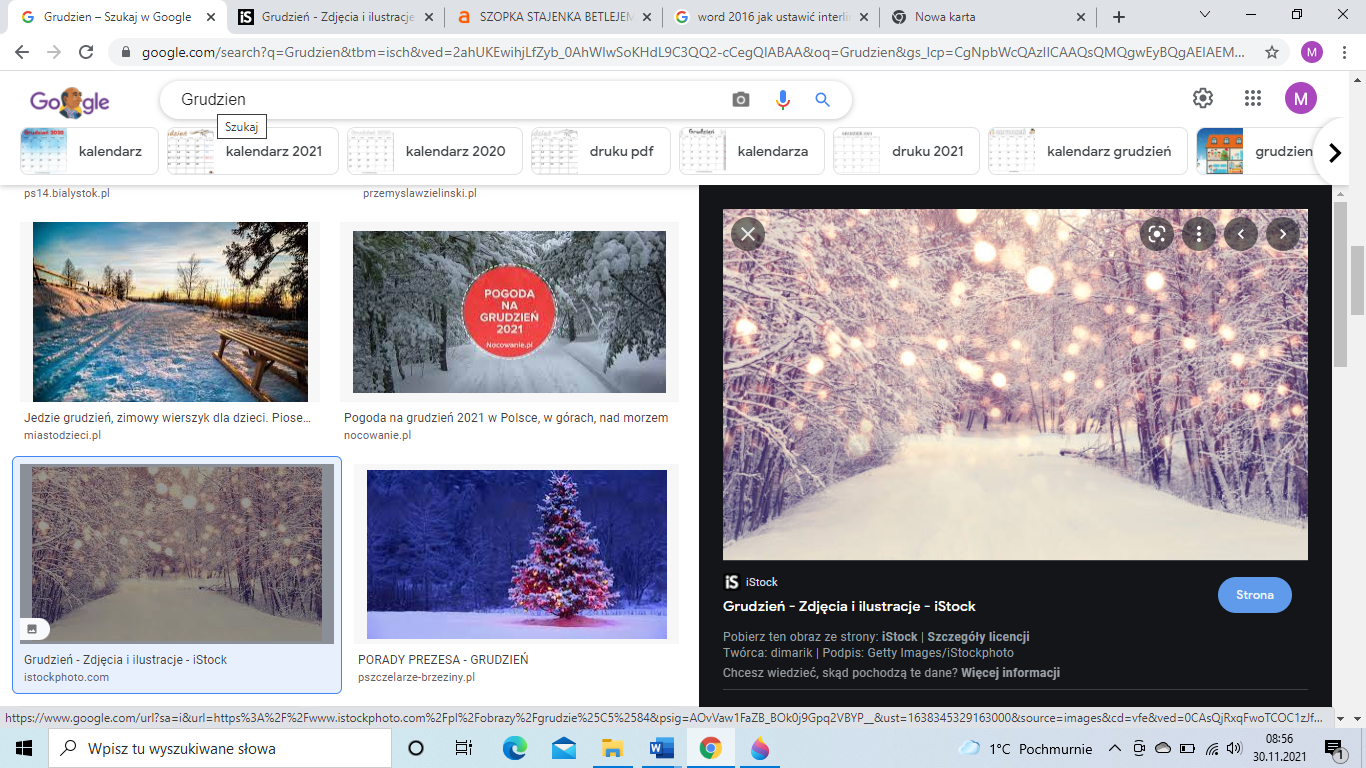 Grudzien – Szukaj w Google
Grudzień - Zdjęcia i ilustracje
SZOPKA STAJENKA BETLEJEM
word 2016 jak ustawić interli
Nowa karta
google.com/search?q=Grudzien&tbm=isch&ved=2ahUKEwihjLfZyb_0AhWIwSoKHdL9C3QQ2-cCegQIABAA&oq=Grudzien&gs_lcp=CgNpbWcQAzIICAAQsQMQgwEyBQgAEIAEM...
M
Google
Grudzien
M
Szukaj
kalendarz
kalendarz 2021
kalendarz 2020
druku pdf
kalendarza
druku 2021
kalendarz grudzień
grudzien
ps14.bialystok.pl
przemyslawzielinski.pl
POGODA
NA
GRUDZIEŃ
2021
Nocowanie.pl
Jedzie grudzień, zimowy wierszyk dla dzieci. Piose...
miastodzieci.pl
Pogoda na grudzień 2021 w Polsce, w górach, nad morzem
nocowanie.pl
Grudzień - Zdjęcia i ilustracje - iStock
istockphoto.com
PORADY PREZESA - GRUDZIEŃ
pszczelarze-brzeziny.pl
iS iStock
Grudzień - Zdjęcia i ilustracje - iStock
Strona
Pobierz ten obraz ze strony: iStock | Szczegóły licencji
Twórca: dimarik | Podpis: Getty Images/iStockphoto
Chcesz wiedzieć, skąd pochodzą te dane? Więcej informacji
https://www.google.com/url?sa=i&url=https%3A%2F%2Fwww.istockphoto.com%2Fpl%2Fobrazy%2Fgrudzie%25C5%2584&psig=AOvVaw1FaZB_BOk0j9Gpq2VBYP__&ust=1638345329163000&source=images&cd=vfe&ved=0CAsQjRxqFwoTCOC1zJf...
Wpisz tu wyszukiwane słowa
1°C Pochmurnie
08:56
30.11.2021
1